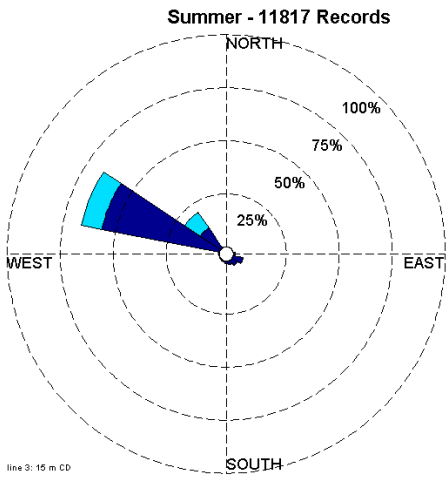 Summer - 11817 Records
NORTH
100%
75%
50%
25%
WEST
EAST
SOUTH
line 3: 15 m CD